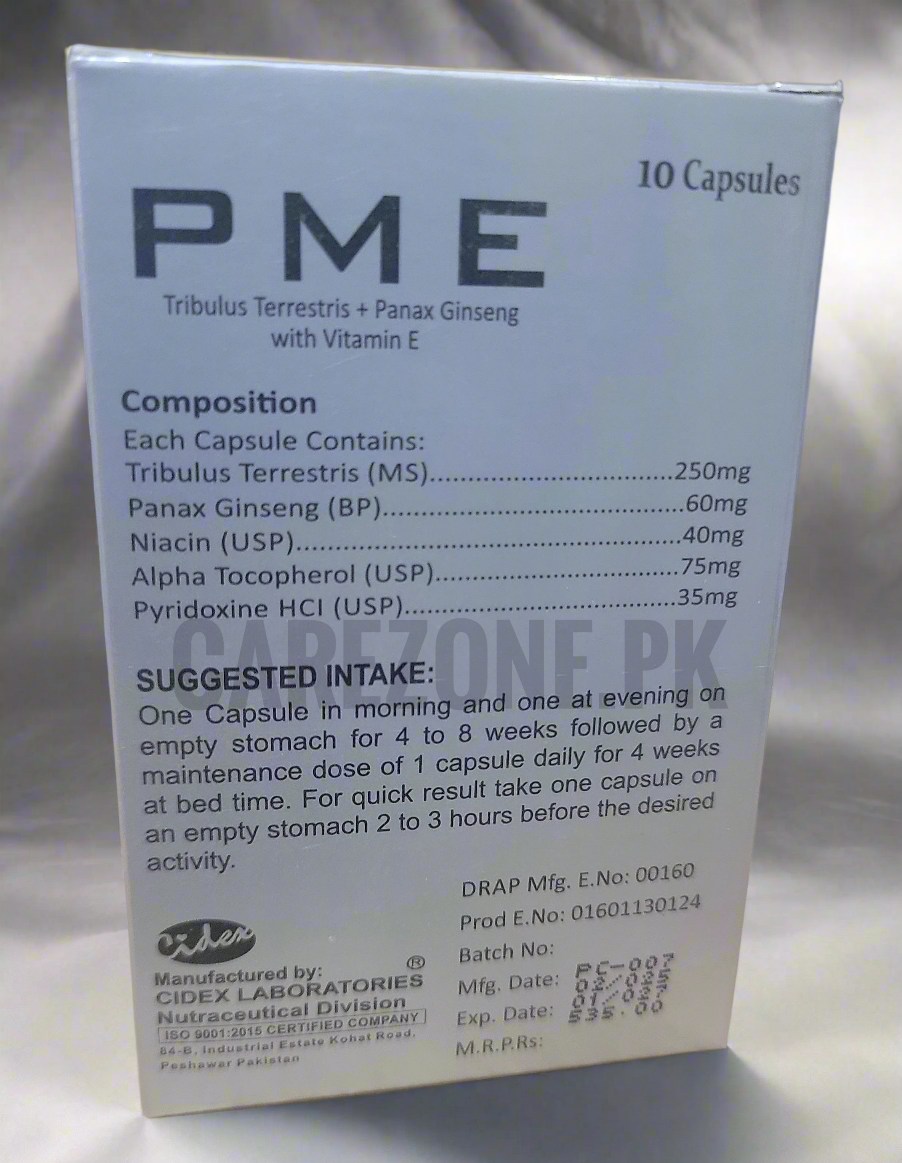 10 Capsules
PME
Tribulus Terrestris + Panax Ginseng
with Vitamin E
Composition
Each Capsule Contains:
Tribulus Terrestris (MS)..............................250mg
Panax Ginseng (BP)......................................60mg
Niacin (USP).................................................40mg
Alpha Tocopherol (USP)...............................75mg
Pyridoxine HCI (USP)...................................35mg
CAREZONE PK
SUGGESTED INTAKE:
One Capsule in morning and one at evening on
empty stomach for 4 to 8 weeks followed by a
maintenance dose of 1 capsule daily for 4 weeks
at bed time. For quick result take one capsule on
an empty stomach 2 to 3 hours before the desired
activity.
DRAP Mfg. E.No: 00160
Prod E.No: 01601130124
Batch No: PC-007
Mfg. Date:
Exp. Date:
M.R.P.Rs:
Cidex
Manufactured by:
CIDEX LABORATORIES ®
Nutraceutical Division
ISO 9001:2015 CERTIFIED COMPANY
84-B, Industrial Estate Kohat Road,
Peshawar Pakistan